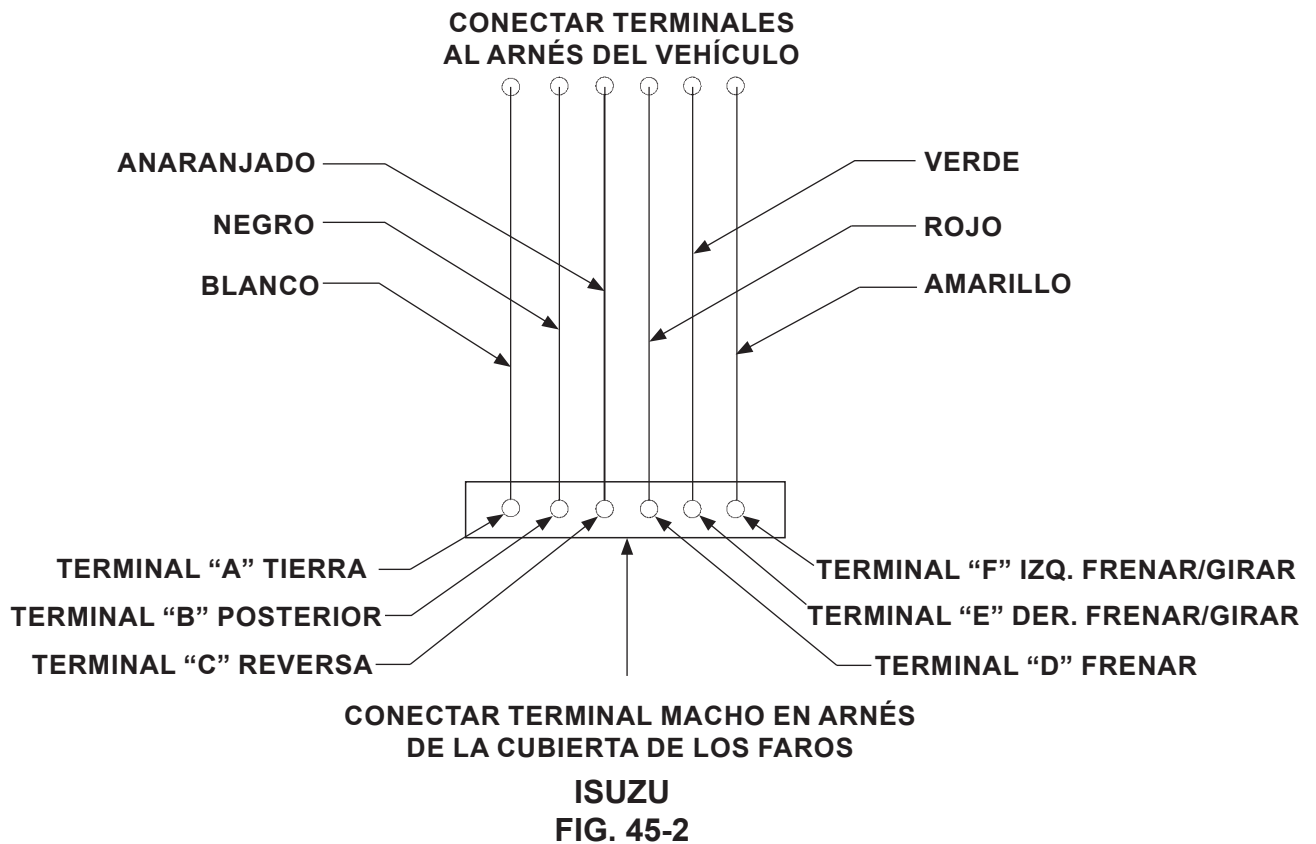 CONECTAR TERMINALES
AL ARNÉS DEL VEHÍCULO
ANARANJADO
NEGRO
BLANCO
VERDE
ROJO
AMARILLO
TERMINAL “A” TIERRA
TERMINAL “B” POSTERIOR
TERMINAL “C” REVERSA
TERMINAL “F” IZQ. FRENAR/GIRAR
TERMINAL “E” DER. FRENAR/GIRAR
TERMINAL “D” FRENAR
CONECTAR TERMINAL MACHO EN ARNÉS
DE LA CUBIERTA DE LOS FAROS
ISUZU
FIG. 45-2